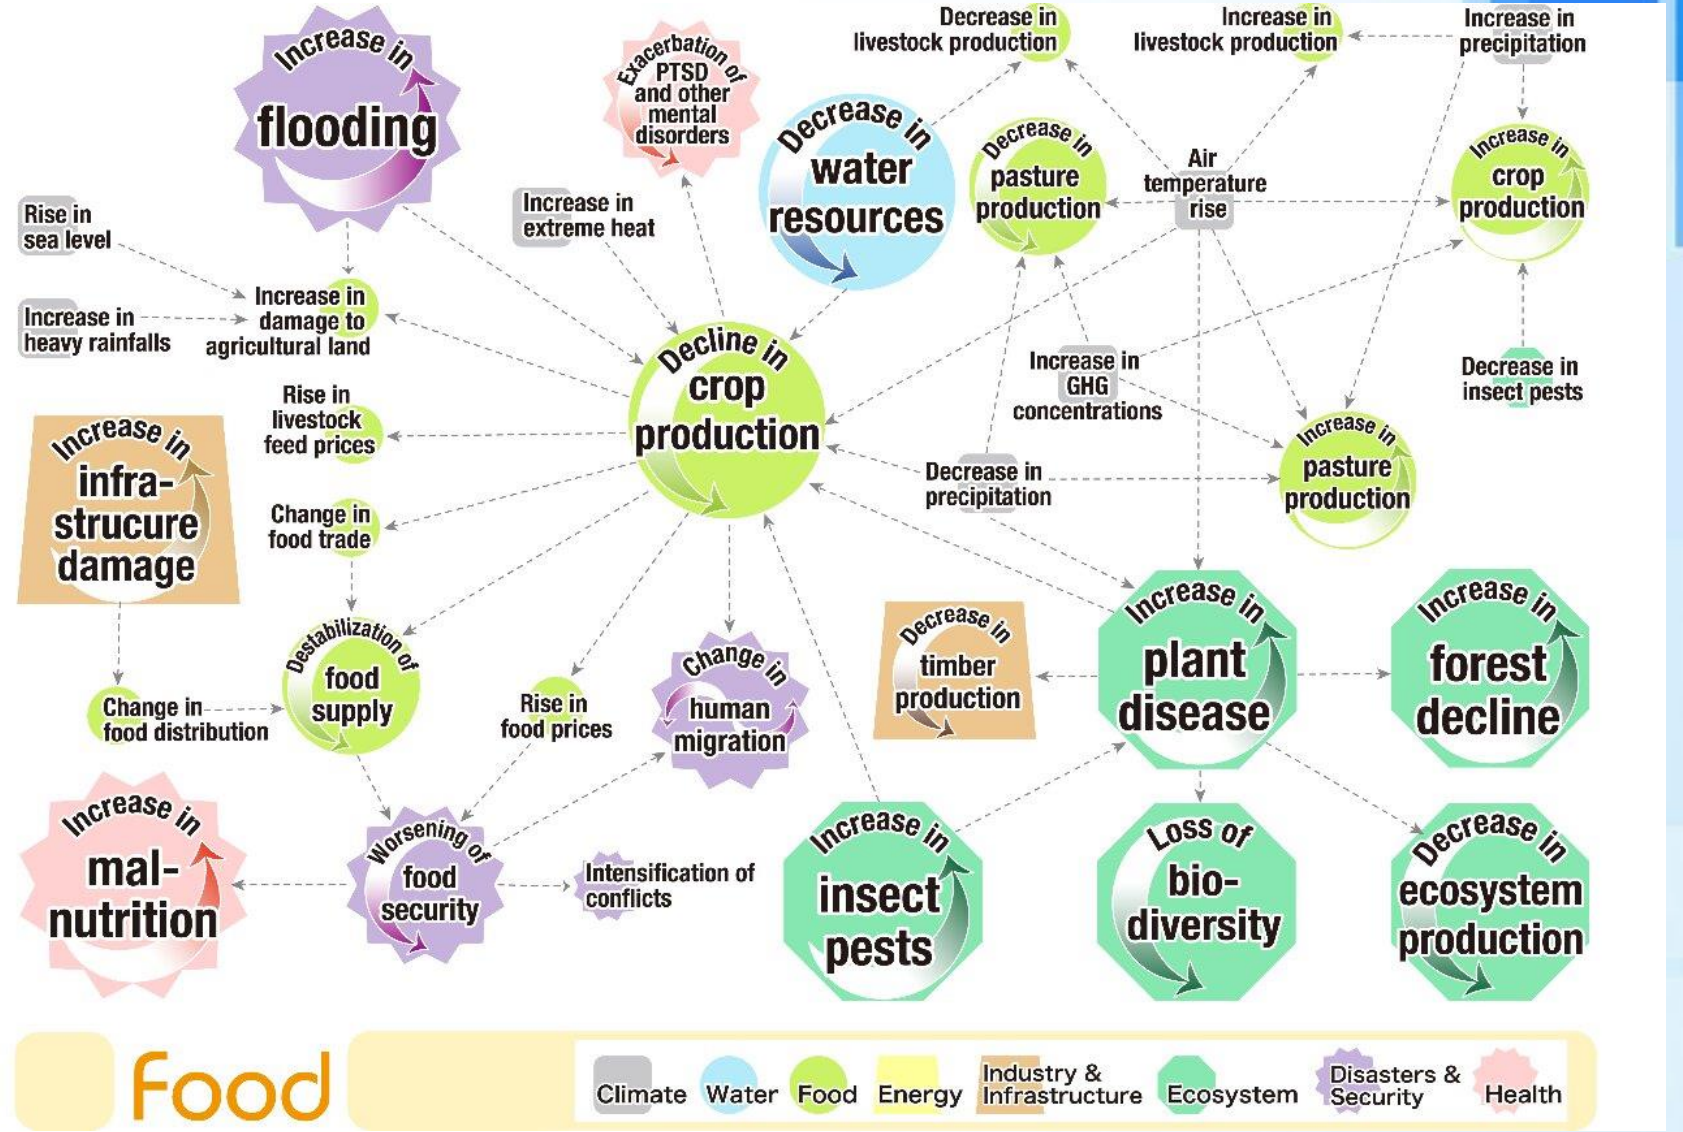 Increase in
flooding
Exacerbation of
PTSD
and other
mental
disorders
Decrease in
livestock production
Increase in
livestock production
Increase in
precipitation
Decrease in
water
resources
Decrease in
pasture
production
Air
temperature
rise
Increase in
crop
production
Rise in
sea level
Increase in
extreme heat
Increase in
heavy rainfalls
Increase in
damage to
agricultural land
Decline in
crop
production
Increase in
GHG
concentrations
Decrease in
insect pests
Rise in
livestock
feed prices
Increase in
infra-
strucure
damage
Change in
food trade
Decrease in
precipitation
Increase in
pasture
production
Destabilization of
food
supply
Change in
food distribution
Rise in
food prices
Change in
human
migration
Decrease in
timber
production
Increase in
plant
disease
Increase in
forest
decline
Increase in
mal-
nutrition
Worsening of
food
security
Intensification of
conflicts
Increase in
insect
pests
Loss of
bio-
diversity
Decrease in
ecosystem
production
Food
Climate
Water
Food
Energy
Industry &
Infrastructure
Ecosystem
Disasters &
Security
Health